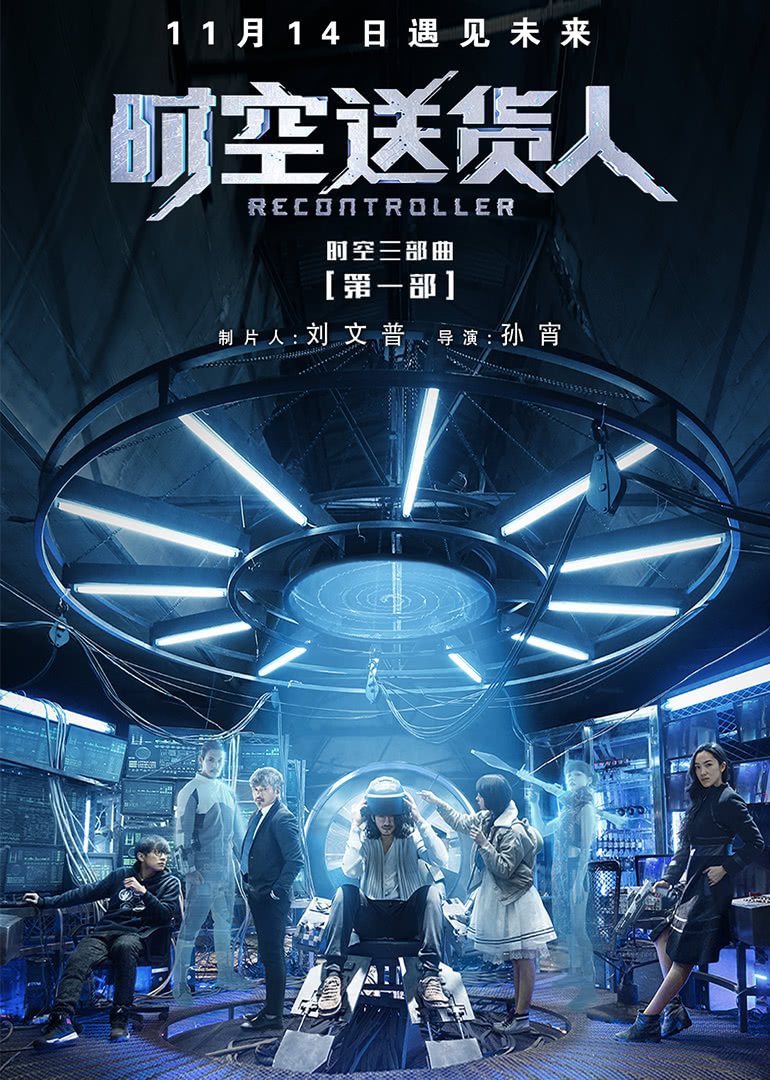 11月14日遇见未来
时空送货人
RECONTROLLER
时空三部曲
[第一部]
制片人:刘文普 导演:孙宵